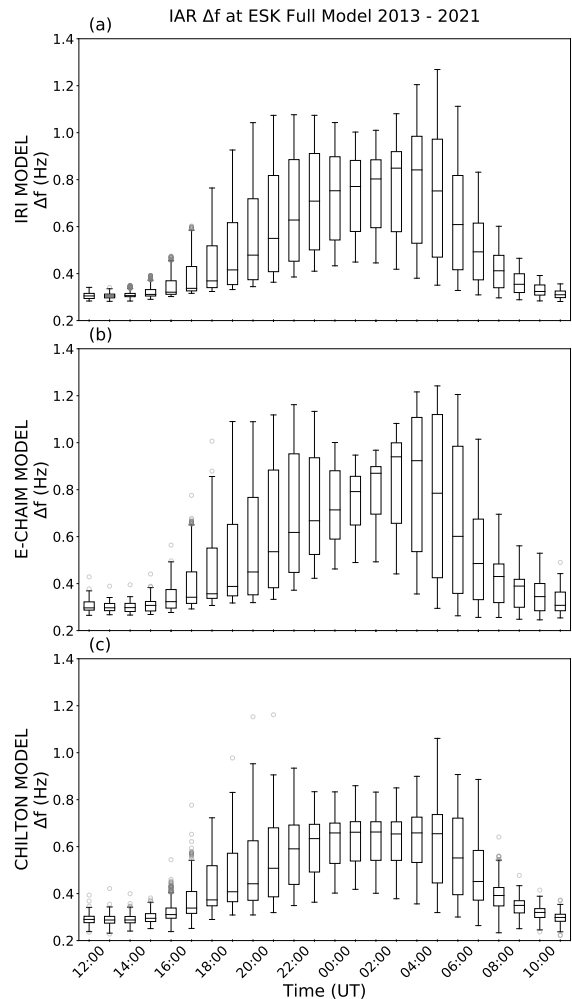 IAR Δf at ESK Full Model 2013 - 2021
(a)
IRI MODEL
Δf (Hz)
1.4
1.2
1.0
0.8
0.6
0.4
0.2
(b)
E-CHAIM MODEL
Δf (Hz)
1.4
1.2
1.0
0.8
0.6
0.4
0.2
(c)
CHILTON MODEL
Δf (Hz)
1.4
1.2
1.0
0.8
0.6
0.4
0.2
12:00 14:00 16:00 18:00 20:00 22:00 00:00 02:00 04:00 06:00 08:00 10:00
Time (UT)